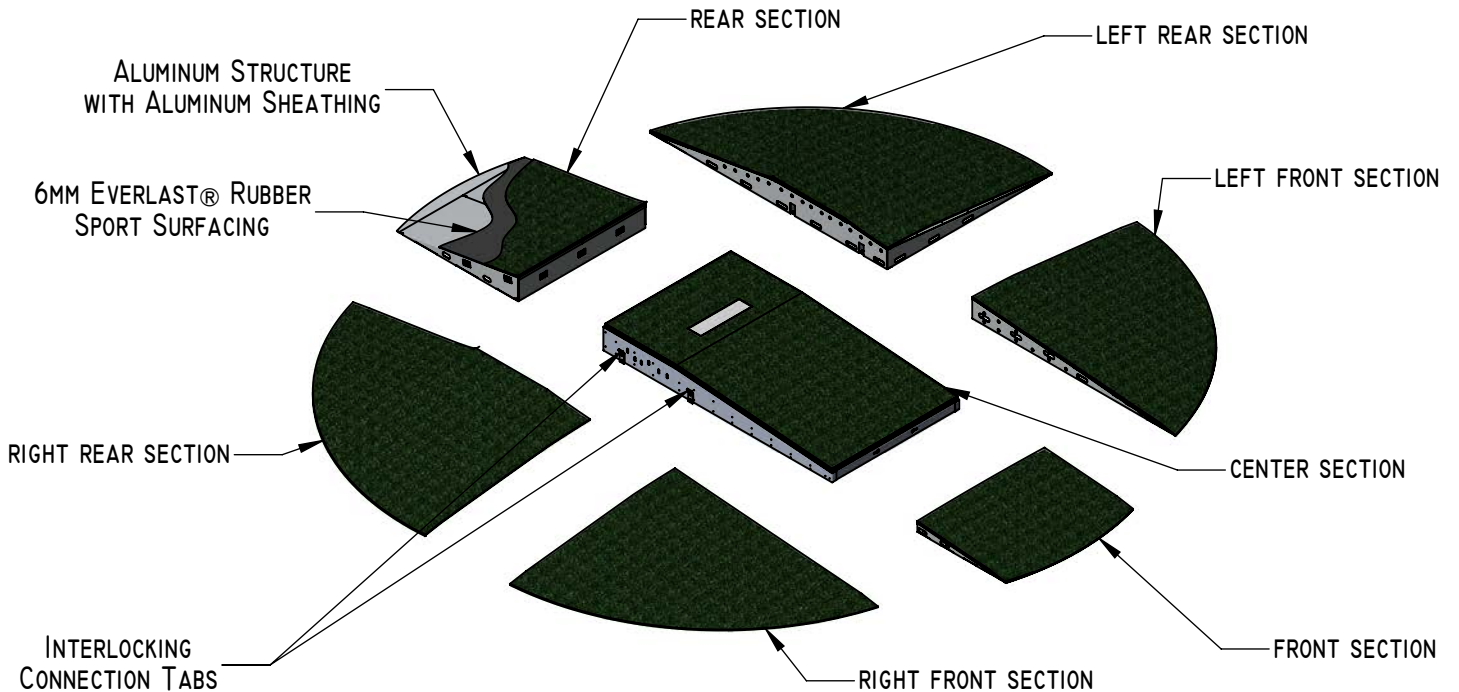 REAR SECTION
LEFT REAR SECTION
ALUMINUM STRUCTURE
WITH ALUMINUM SHEATHING
6MM EVERLAST® RUBBER
SPORT SURFACING
LEFT FRONT SECTION
RIGHT REAR SECTION
CENTER SECTION
INTERLOCKING
CONNECTION TABS
FRONT SECTION
RIGHT FRONT SECTION